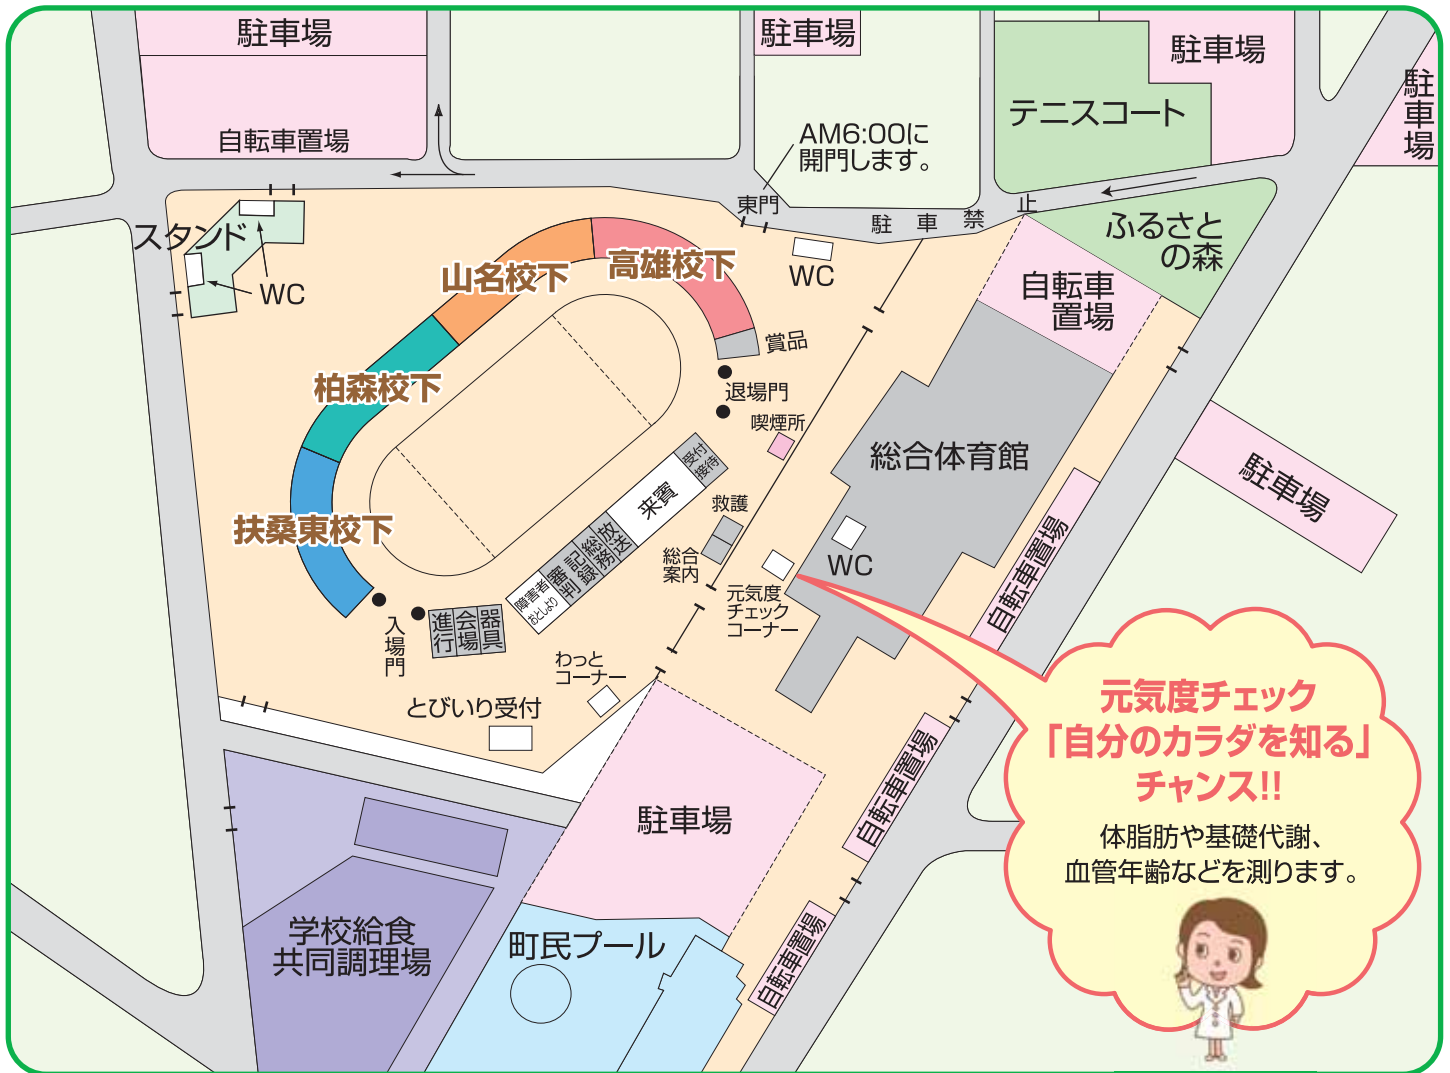 駐車場
自転車置場
駐車場
AM6:00に
開門します。
テニスコート
駐車場
駐車場
東門
駐車禁止
ふるさと
の森
スタンド
WC
山名校下
高雄校下
WC
自転車
置場
賞品
柏森校下
退場門
喫煙所
総合体育館
受付
接待
来賓
駐車場
扶桑東校下
救護
放送
総務
記録
審判
障害者
おとしより
総合
案内
WC
自転車置場
元気度
チェック
コーナー
入場門
進行
会場
器具
わっと
コーナー
とびいり受付
元気度チェック
「自分のカラダを知る」
チャンス!!
体脂肪や基礎代謝、
血管年齢などを測ります。
自転車置場
駐車場
学校給食
共同調理場
町民プール
自転車置場